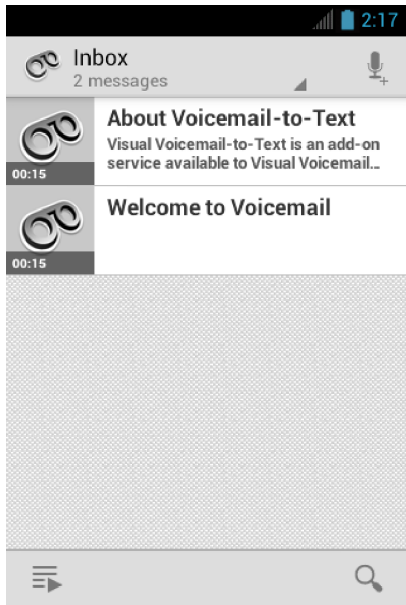 2:17
Inbox
2 messages
About Voicemail-to-Text
Visual Voicemail-to-Text is an add-on
service available to Visual Voicemail...
00:15
Welcome to Voicemail
00:15